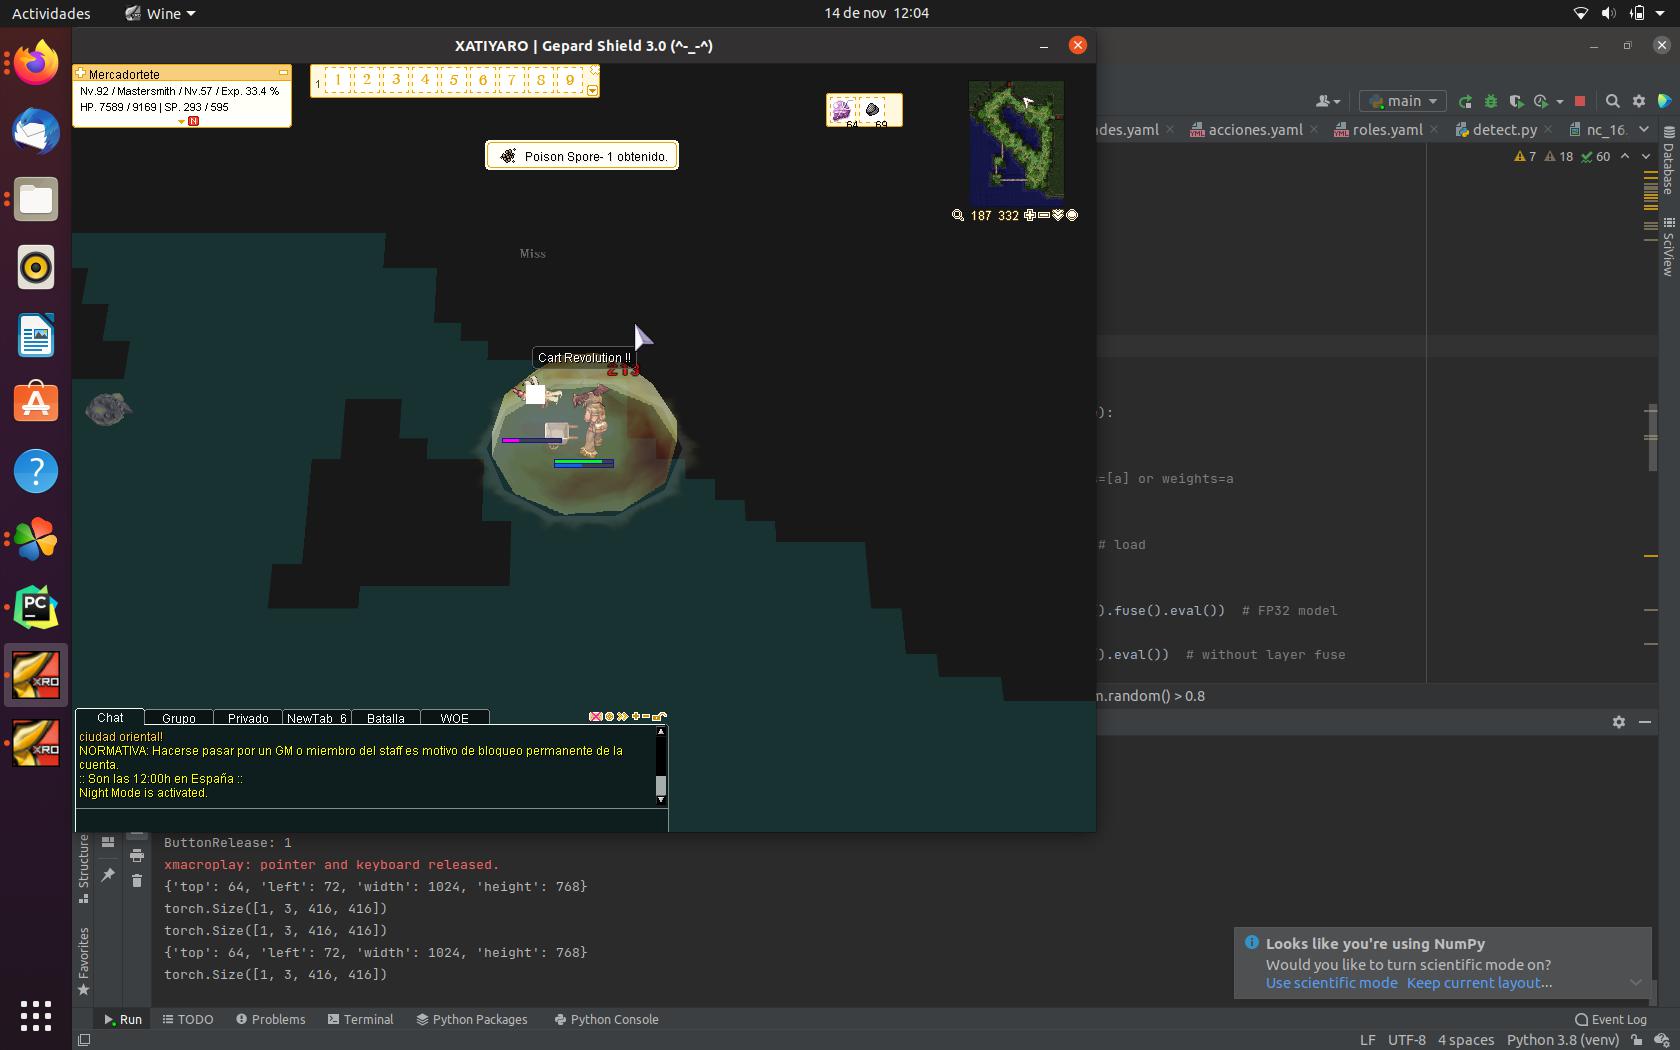 Actividades
Wine
14 de nov 12:04
XATIYARO | Gepard Shield 3.0 (^-_-^)
Mercadortete
Nv.92 / Mastersmith / Nv.57 / Exp. 33.4 %
HP. 7589 / 9169 | SP. 293 / 595
N
1
1 2 3 4 5 6 7 8 9
64 69
Poison Spore- 1 obtenido.
187 332
Miss
Cart Revolution !!
213
main
des.yaml
acciones.yaml
roles.yaml
detect.py
nc_16.
7 18 60
Database
SciView
):
=[a] or weights=a
# load
).fuse().eval()) # FP32 model
).eval()) # without layer fuse
m.random() > 0.8
PC
XRO
XRO
Chat Grupo Privado NewTab_6 Batalla WOE
ciudad oriental!
NORMATIVA: Hacerse pasar por un GM o miembro del staff es motivo de bloqueo permanente de la
cuenta.
:: Son las 12:00h en España ::
Night Mode is activated.
Structure
Favorites
ButtonRelease: 1
xmacroplay: pointer and keyboard released.
{'top': 64, 'left': 72, 'width': 1024, 'height': 768}
torch.Size([1, 3, 416, 416])
torch.Size([1, 3, 416, 416])
{'top': 64, 'left': 72, 'width': 1024, 'height': 768}
torch.Size([1, 3, 416, 416])
Looks like you're using NumPy
Would you like to turn scientific mode on?
Use scientific mode Keep current layout...
Run TODO Problems Terminal Python Packages Python Console
Event Log
LF UTF-8 4 spaces Python 3.8 (venv)